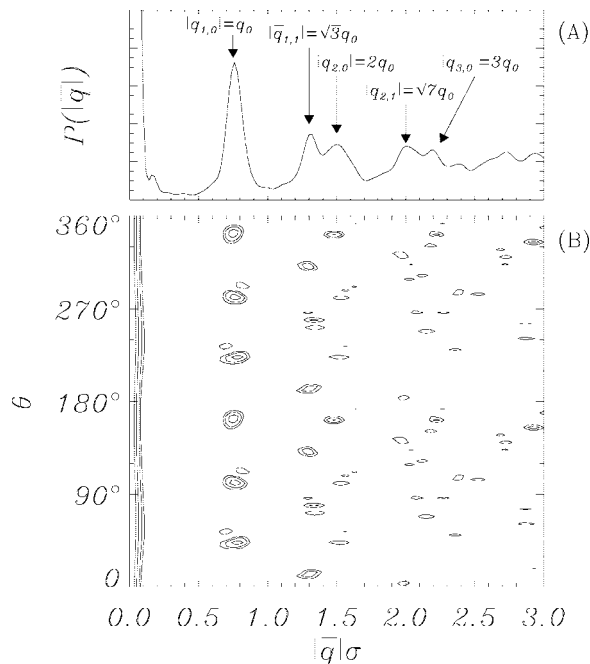 |q1,0|=q0
|q̅1,1|=√3q0
(A)
|q2,0|=2q0
|q3,0=3q0
|q2,1|=√7q0
P(|q̅|)
360°
(B)
270°
θ
180°
90°
0
0.0 0.5 1.0 1.5 2.0 2.5 3.0
|q̅|σ